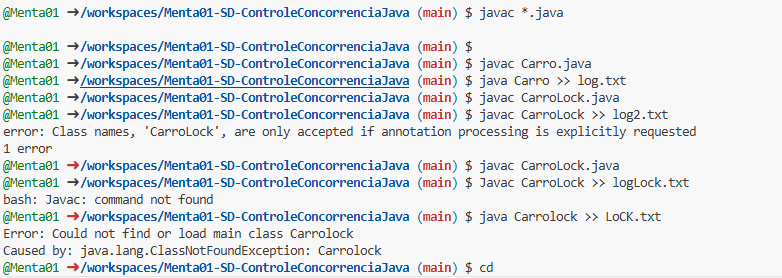 @Menta01 ➜/workspaces/Menta01-SD-ControleConcorrenciaJava (main) $ javac *.java
@Menta01 ➜/workspaces/Menta01-SD-ControleConcorrenciaJava (main) $
@Menta01 ➜/workspaces/Menta01-SD-ControleConcorrenciaJava (main) $ javac Carro.java
@Menta01 ➜/workspaces/Menta01-SD-ControleConcorrenciaJava (main) $ java Carro >> log.txt
@Menta01 ➜/workspaces/Menta01-SD-ControleConcorrenciaJava (main) $ javac CarroLock.java
@Menta01 ➜/workspaces/Menta01-SD-ControleConcorrenciaJava (main) $ javac CarroLock >> log2.txt
error: Class names, 'CarroLock', are only accepted if annotation processing is explicitly requested
1 error
@Menta01 ➜/workspaces/Menta01-SD-ControleConcorrenciaJava (main) $ javac CarroLock.java
@Menta01 ➜/workspaces/Menta01-SD-ControleConcorrenciaJava (main) $ Javac CarroLock >> logLock.txt
bash: Javac: command not found
@Menta01 ➜/workspaces/Menta01-SD-ControleConcorrenciaJava (main) $ java Carrolock >> LoCK.txt
Error: Could not find or load main class Carrolock
Caused by: java.lang.ClassNotFoundException: Carrolock
@Menta01 ➜/workspaces/Menta01-SD-ControleConcorrenciaJava (main) $ cd